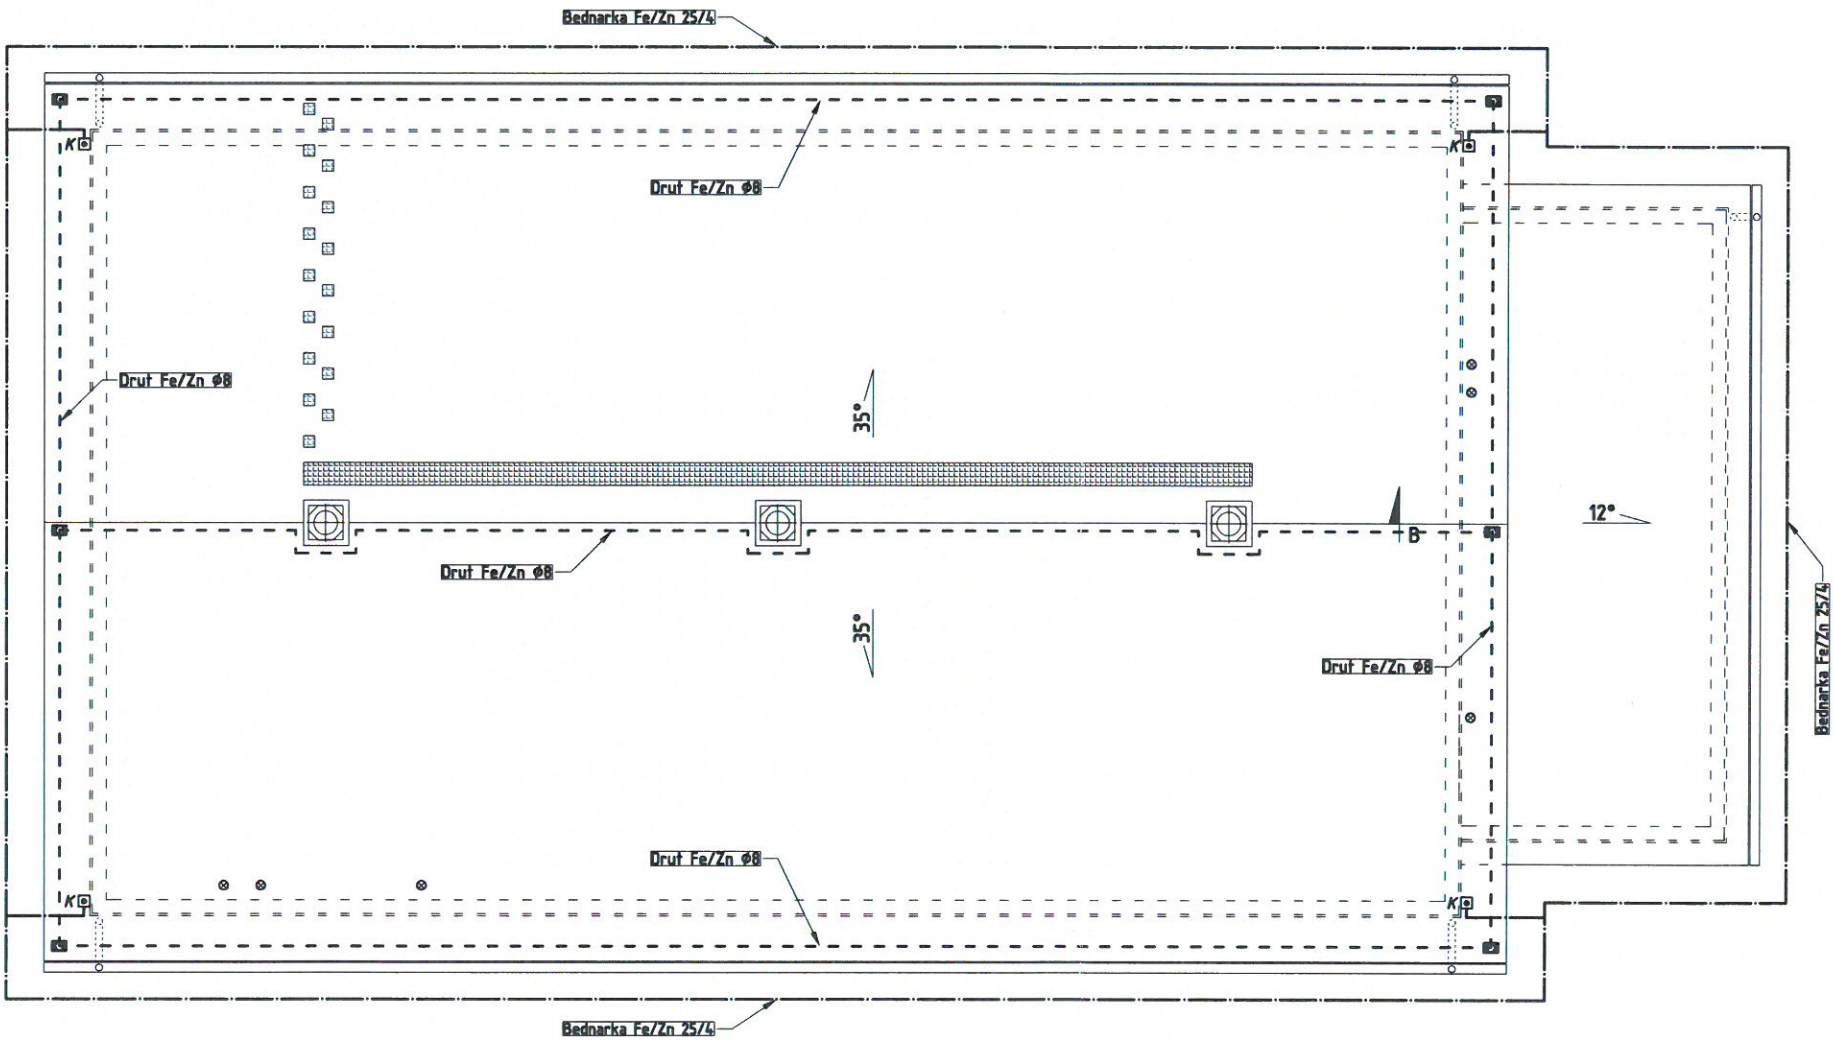 Bednarka Fe/Zn 25/4
K
K
Drut Fe/Zn Ø8
Drut Fe/Zn Ø8
35°
12°
B
Drut Fe/Zn Ø8
Bednarka Fe/Zn 25/4
35°
Drut Fe/Zn Ø8
Drut Fe/Zn Ø8
K
K
Bednarka Fe/Zn 25/4